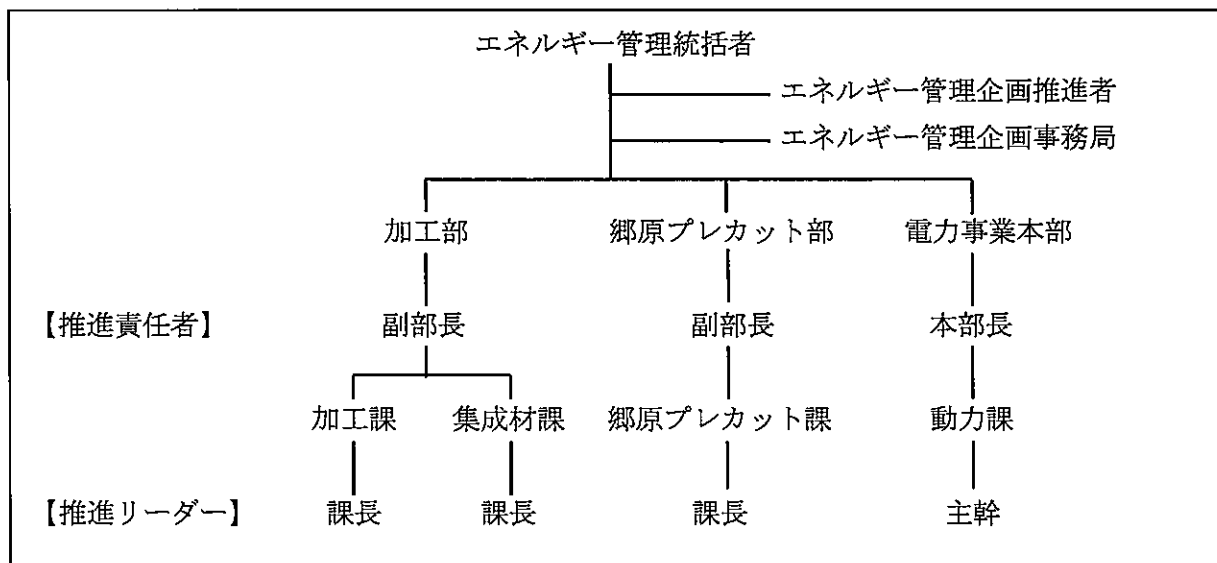 エネルギー管理統括者
エネルギー管理企画推進者
エネルギー管理企画事務局
加工部 郷原プレカット部 電力事業本部
【推進責任者】 副部長 副部長 本部長
加工課 集成材課 郷原プレカット課 動力課
【推進リーダー】 課長 課長 課長 主幹